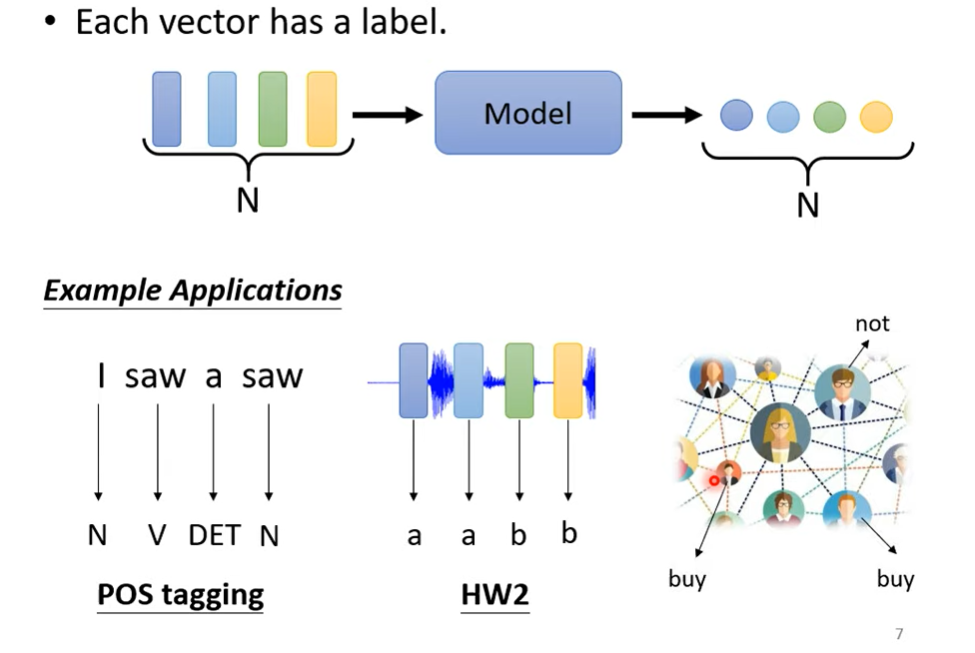 • Each vector has a label.
Model
N
N
Example Applications
not
I saw a saw
N V DET N
a a b b
buy
buy
POS tagging
HW2
7